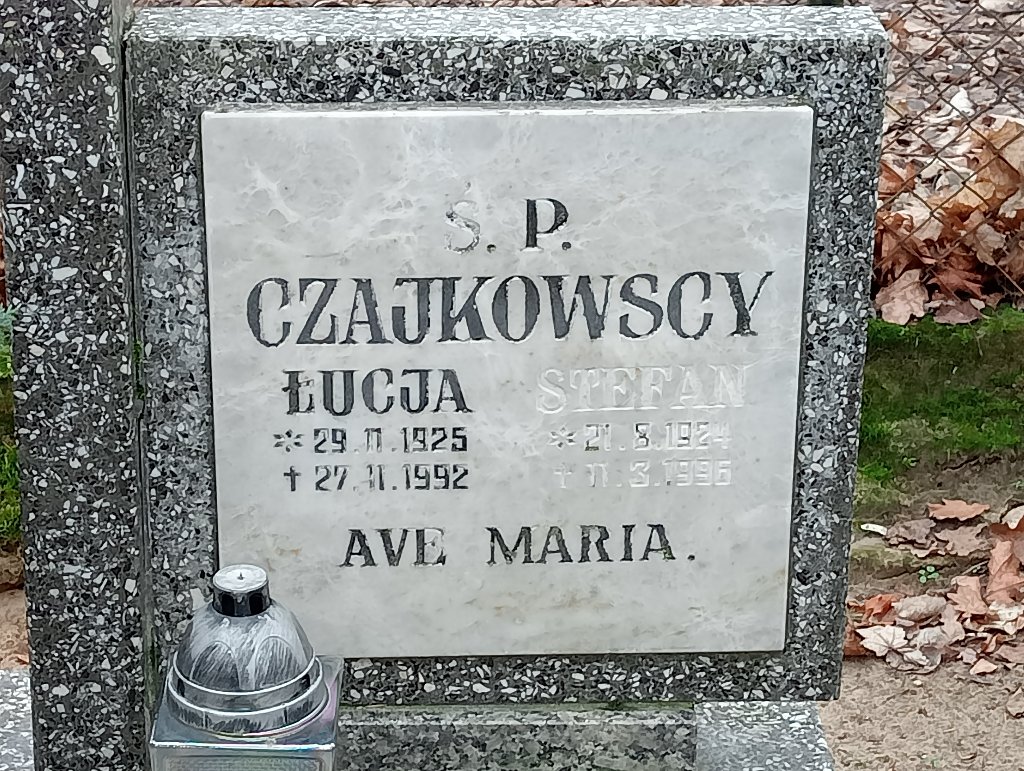 Ś. P.
CZAJKOWSCY
ŁUCJA STEFAN
* 29.11.1925 * 21.8.1924
† 27.11.1992 † 11.3.1996
AVE MARIA.